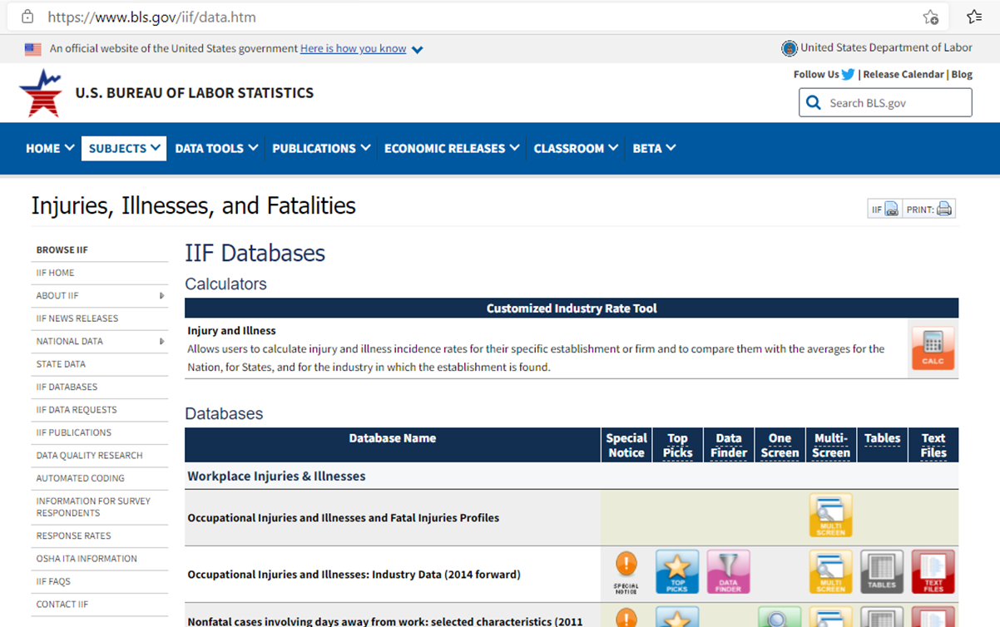 https://www.bls.gov/iif/data.htm
An official website of the United States government Here is how you know
United States Department of Labor
Follow Us | Release Calendar | Blog
U.S. BUREAU OF LABOR STATISTICS
Search BLS.gov
HOME SUBJECTS DATA TOOLS PUBLICATIONS ECONOMIC RELEASES CLASSROOM BETA
Injuries, Illnesses, and Fatalities
IIF PRINT:
BROWSE IIF
IIF HOME
ABOUT IIF
IIF NEWS RELEASES
NATIONAL DATA
STATE DATA
IIF DATABASES
IIF DATA REQUESTS
IIF PUBLICATIONS
DATA QUALITY RESEARCH
AUTOMATED CODING
INFORMATION FOR SURVEY
RESPONDENTS
RESPONSE RATES
OSHA ITA INFORMATION
IIF FAQS
CONTACT IIF
IIF Databases
Calculators
Customized Industry Rate Tool
Injury and Illness
Allows users to calculate injury and illness incidence rates for their specific establishment or firm and to compare them with the averages for the
Nation, for States, and for the industry in which the establishment is found.
CALC
Databases
Database Name
Special
Notice
Top
Picks
Data
Finder
One
Screen
Multi-
Screen
Tables
Text
Files
Workplace Injuries & Illnesses
Occupational Injuries and Illnesses and Fatal Injuries Profiles
MULTI
SCREEN
Occupational Injuries and Illnesses: Industry Data (2014 forward)
SPECIAL
NOTICE
TOP
PICKS
DATA
FINDER
MULTI
SCREEN
TABLES
TEXT
FILES
Nonfatal cases involving days away from work: selected characteristics (2011